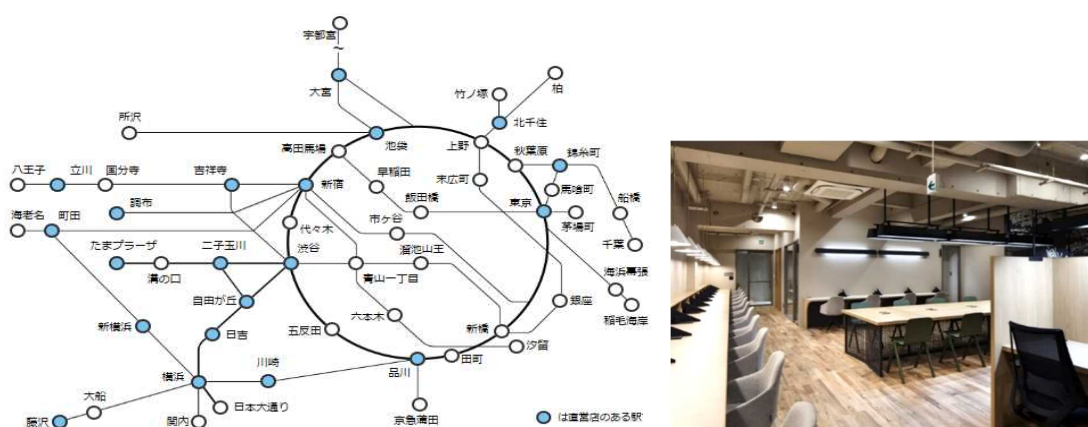 宇都宮
大宮
竹ノ塚
柏
所沢
池袋
北千住
高田馬場
上野
秋葉原
錦糸町
八王子
立川
国分寺
吉祥寺
新宿
早稲田
末広町
馬喰町
船橋
調布
飯田橋
東京
茅場町
海老名
町田
代々木
市ヶ谷
千葉
たまプラーザ
二子玉川
渋谷
溜池山王
溝の口
青山一丁目
海浜幕張
自由が丘
六本木
銀座
稲毛海岸
新横浜
日吉
五反田
新橋
汐留
横浜
川崎
品川
田町
大船
日本大通り
藤沢
関内
京急蒲田
は直営店のある駅